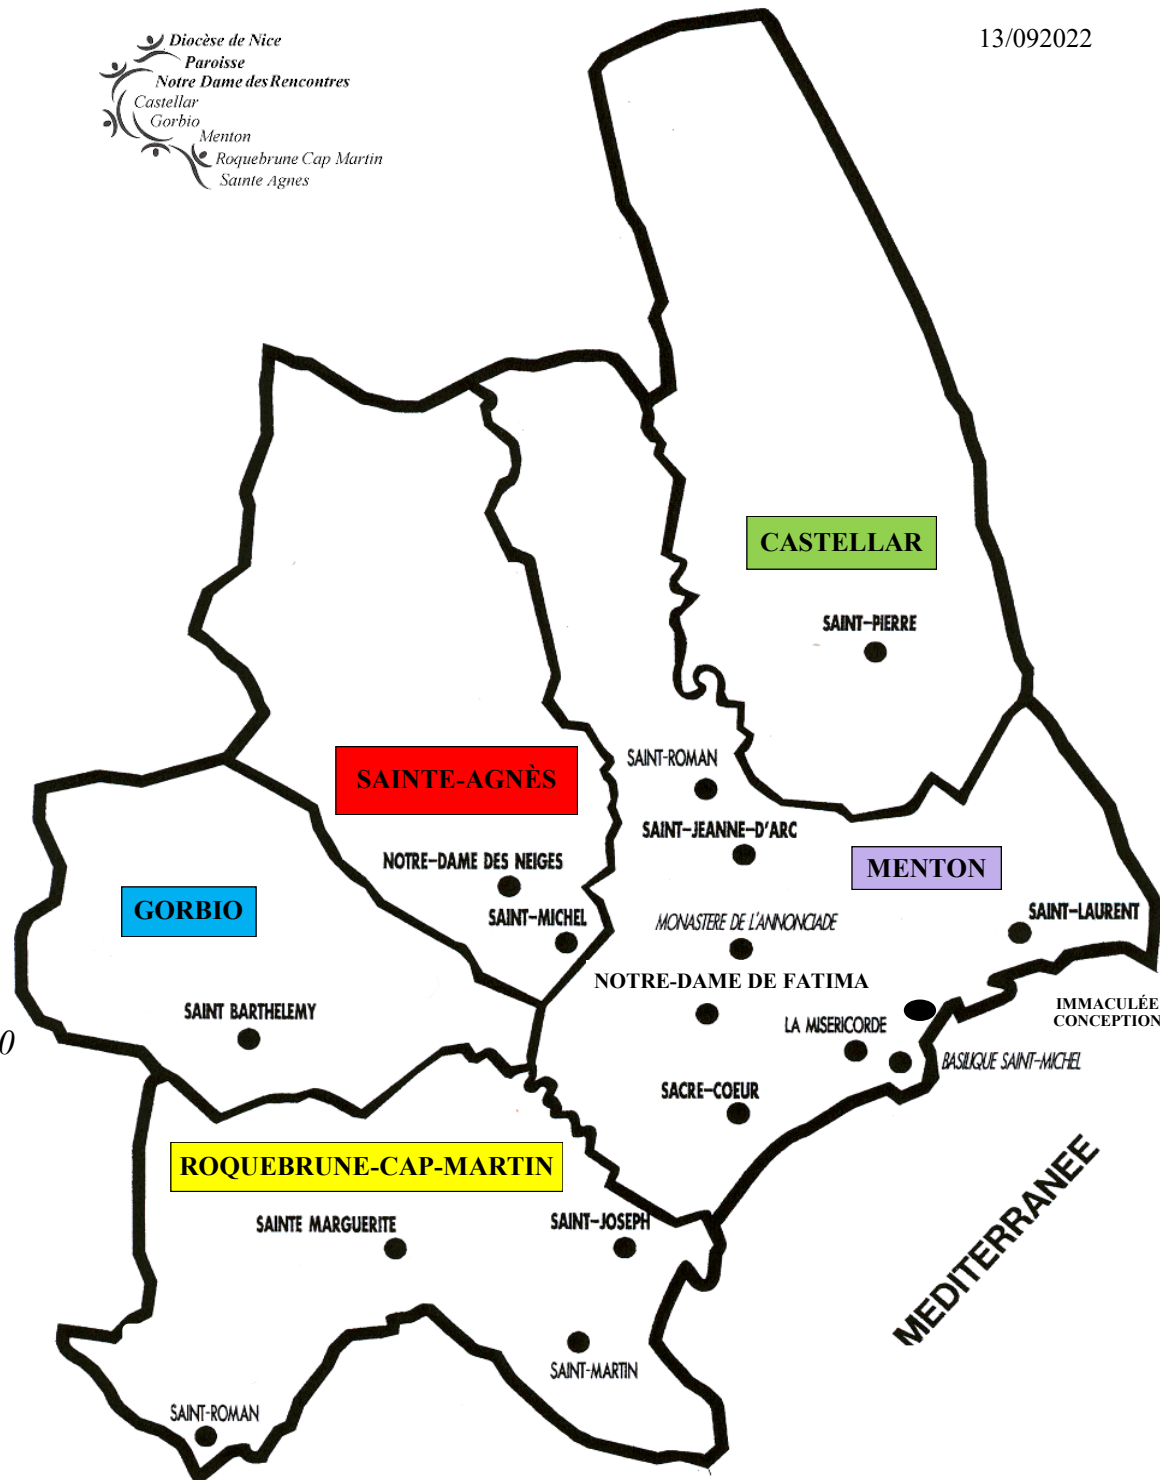 Diocèse de Nice
Paroisse
Notre Dame des Rencontres
Castellar
Gorbio
Menton
Roquebrune Cap Martin
Sainte Agnes
13/092022
CASTELLAR
SAINT-PIERRE
SAINT-ROMAN
SAINTE-AGNÈS
SAINT-JEANNE-D'ARC
NOTRE-DAME DES NEIGES
MENTON
GORBIO
SAINT-MICHEL
MONASTERE DE L'ANNONCIADE
SAINT-LAURENT
NOTRE-DAME DE FATIMA
SAINT BARTHELEMY
LA MISERICORDE
IMMACULÉE
CONCEPTION
0
BASILIQUE SAINT-MICHEL
SACRE-COEUR
ROQUEBRUNE-CAP-MARTIN
SAINTE MARGUERITE
SAINT-JOSEPH
MEDITERRANEE
SAINT-MARTIN
SAINT-ROMAN